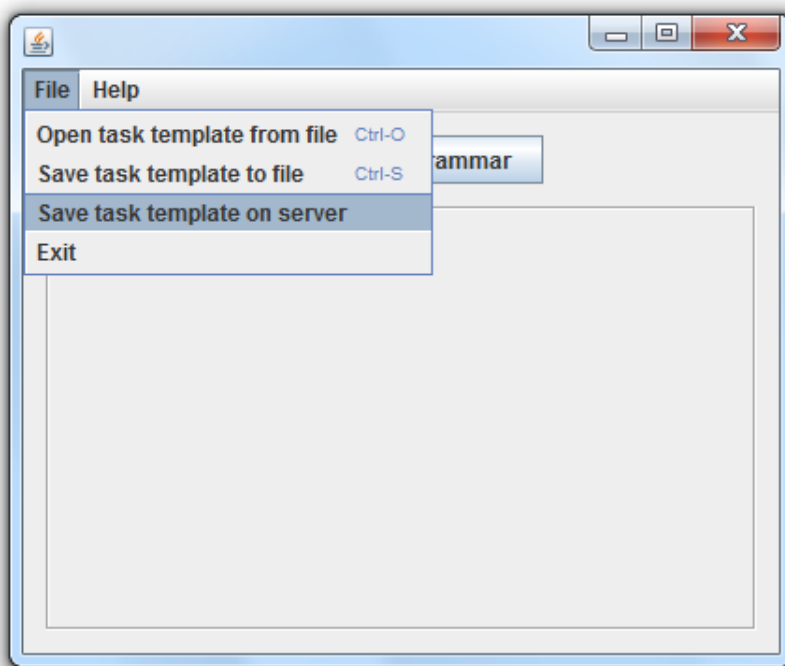 File Help
Open task template from file Ctrl-O
Save task template to file Ctrl-S
rammar
Save task template on server
Exit